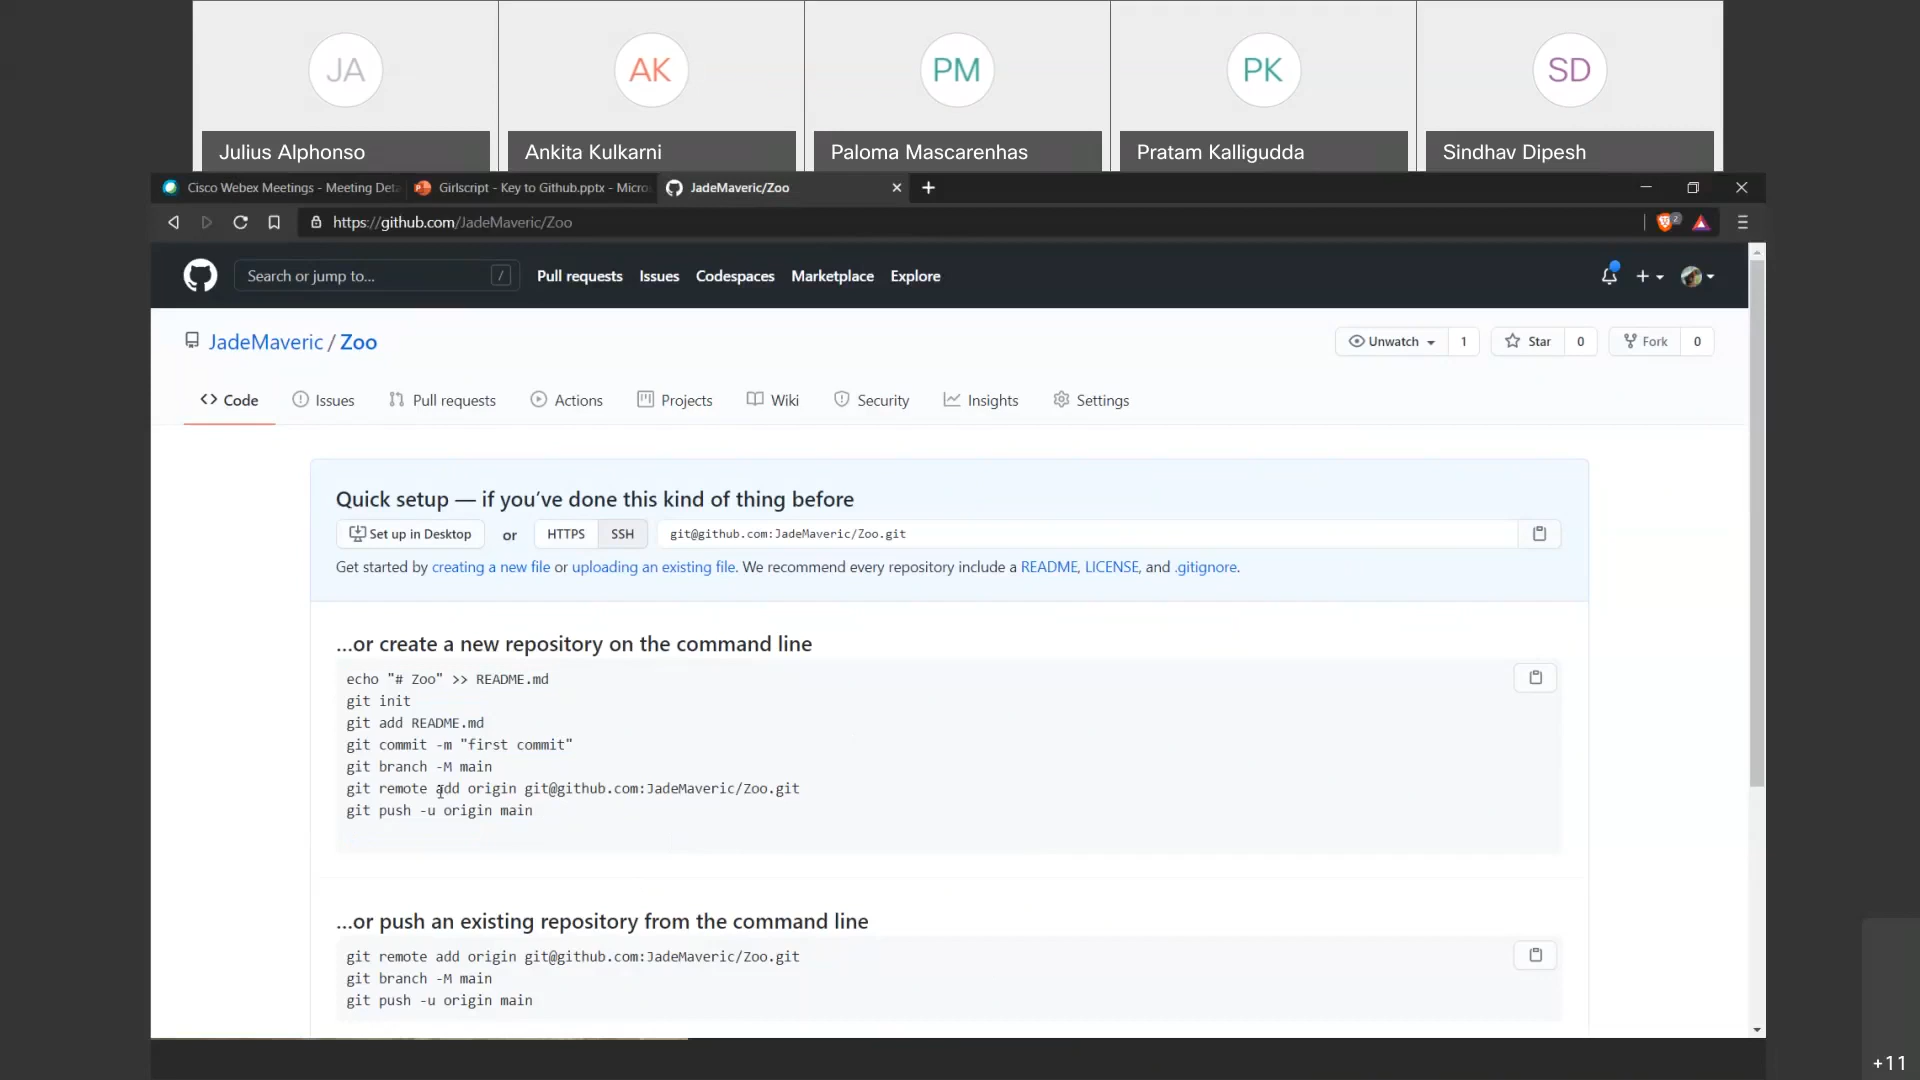 JA
AK
PM
PK
SD
Julius Alphonso
Ankita Kulkarni
Paloma Mascarenhas
Pratam Kalligudda
Sindhav Dipesh
Cisco Webex Meetings - Meeting Deta
Girlscript - Key to Github.pptx - Micro
JadeMaveric/Zoo
https://github.com/JadeMaveric/Zoo
2
Search or jump to...
/
Pull requests
Issues
Codespaces
Marketplace
Explore
JadeMaveric / Zoo
Unwatch 1
Star 0
Fork 0
Code
Issues
Pull requests
Actions
Projects
Wiki
Security
Insights
Settings
Quick setup — if you’ve done this kind of thing before
Set up in Desktop or HTTPS SSH git@github.com:JadeMaveric/Zoo.git
Get started by creating a new file or uploading an existing file. We recommend every repository include a README, LICENSE, and .gitignore.
…or create a new repository on the command line
echo "# Zoo" >> README.md
git init
git add README.md
git commit -m "first commit"
git branch -M main
git remote add origin git@github.com:JadeMaveric/Zoo.git
git push -u origin main
…or push an existing repository from the command line
git remote add origin git@github.com:JadeMaveric/Zoo.git
git branch -M main
git push -u origin main
+11